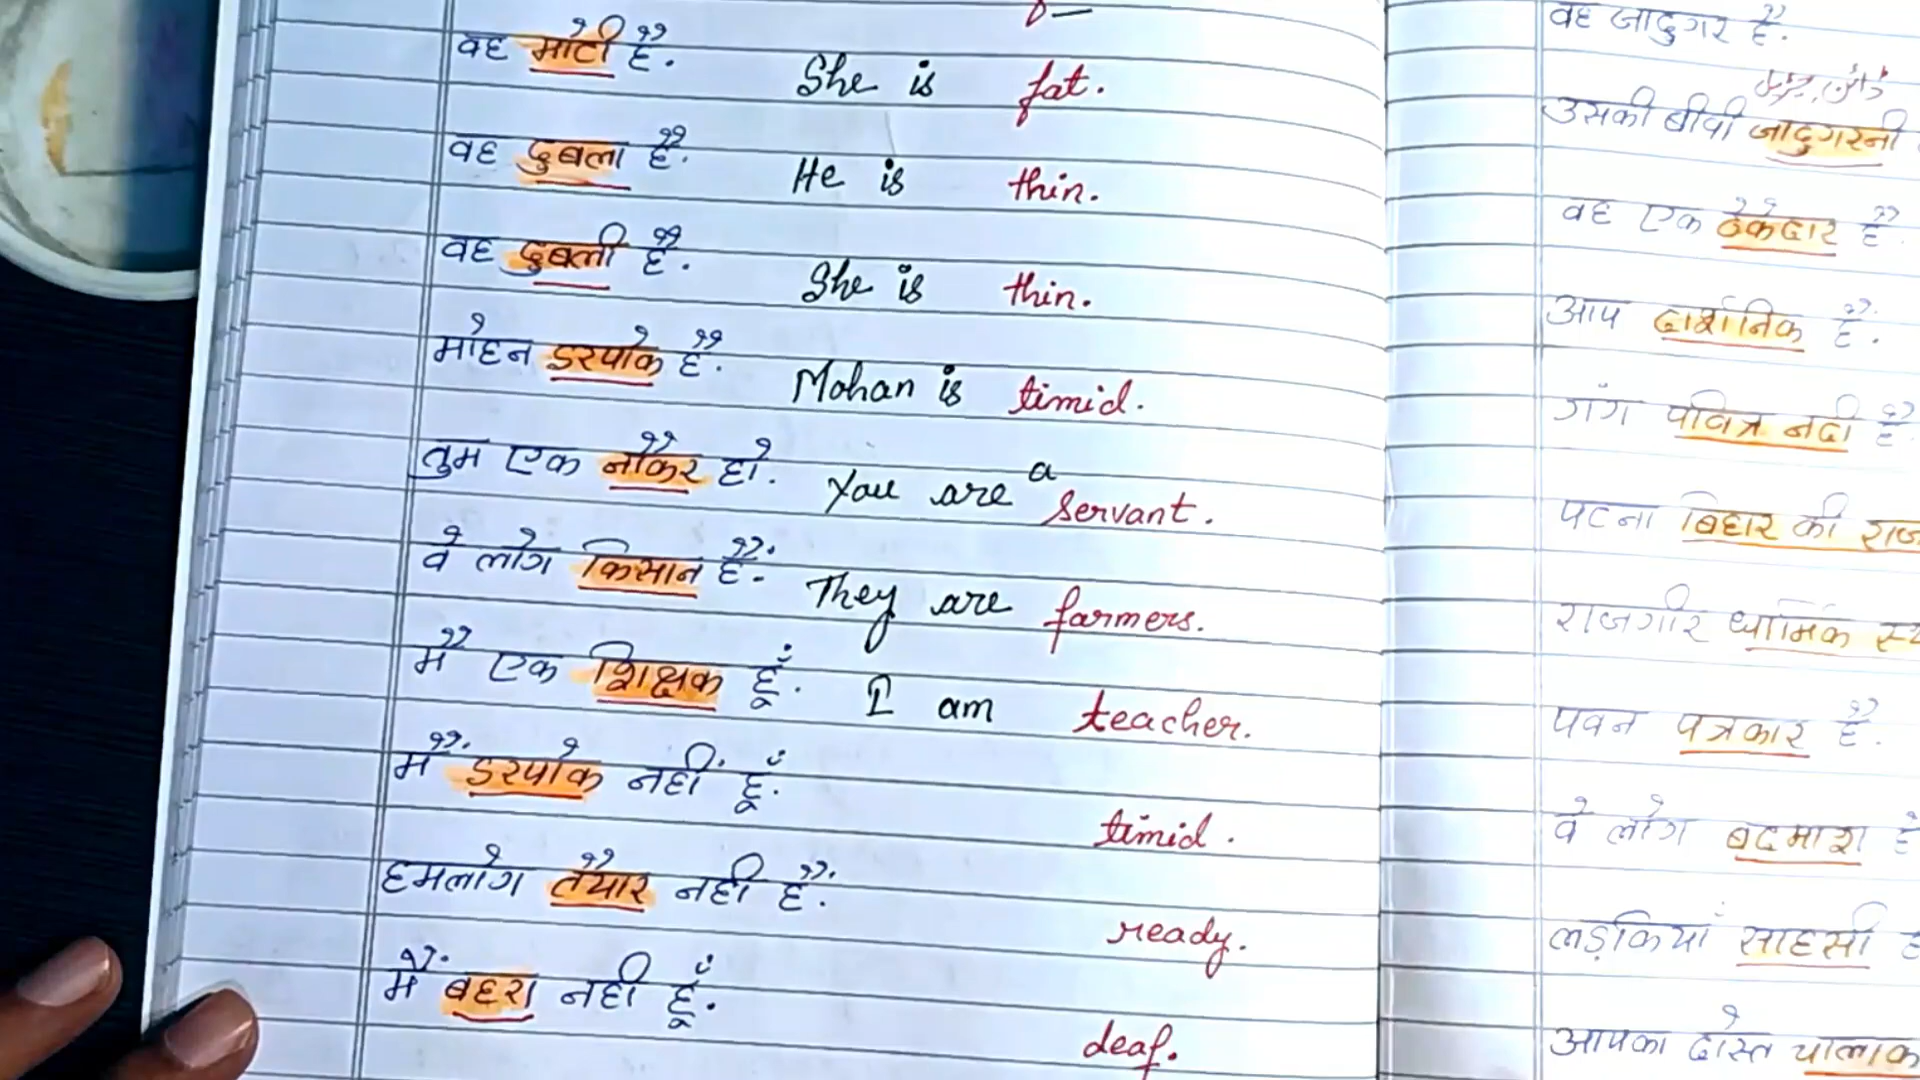 वह मोटी है. She is fat.
वह दुबला है. He is thin.
वह दुबली है. She is thin.
मोहन डरपोक है. Mohan is timid.
तुम एक नौकर हो. You are a servant.
वे लोग किसान हैं. They are farmers.
मैं एक शिक्षक हूँ. I am teacher.
मैं डरपोक नहीं हूँ. timid.
हमलोग तैयार नहीं हैं. ready.
मैं बहरा नहीं हूँ. deaf.
वह जादुगर है.
उसकी बीवी जादुगरनी
वह एक ठेकेदार है
आप दार्शनिक हैं.
गंगा पवित्र नदी है
पटना बिहार की
राजगीर धार्मिक
पवन पत्रकार है.
वे लोग बदमाश
लड़कियाँ साहसी
आपका दोस्त चालाक